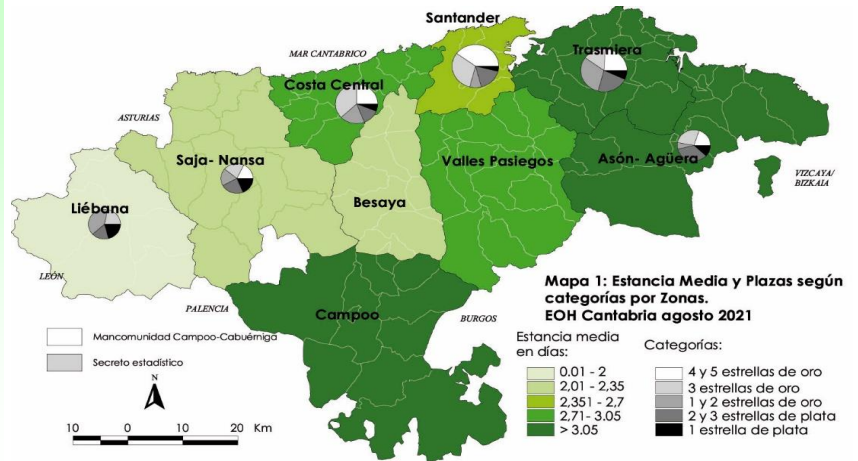 Santander
MAR CANTABRICO
Trasmiera
Costa Central
ASTURIAS
Saja- Nansa
Valles Pasiegos
Asón- Agüera
VIZCAYA/
BIZKAIA
Liébana
Besaya
LEÓN
PALENCIA
Campoo
BURGOS
Mapa 1: Estancia Media y Plazas según
categorías por Zonas.
EOH Cantabria agosto 2021
Mancomunidad Campoo-Cabuérniga
Secreto estadístico
N
10 0 10 20 Km
Estancia media
en días:
0,01 - 2
2,01 - 2,35
2,351 - 2,7
2,71- 3.05
> 3.05
Categorías:
4 y 5 estrellas de oro
3 estrellas de oro
1 y 2 estrellas de oro
2 y 3 estrellas de plata
1 estrella de plata